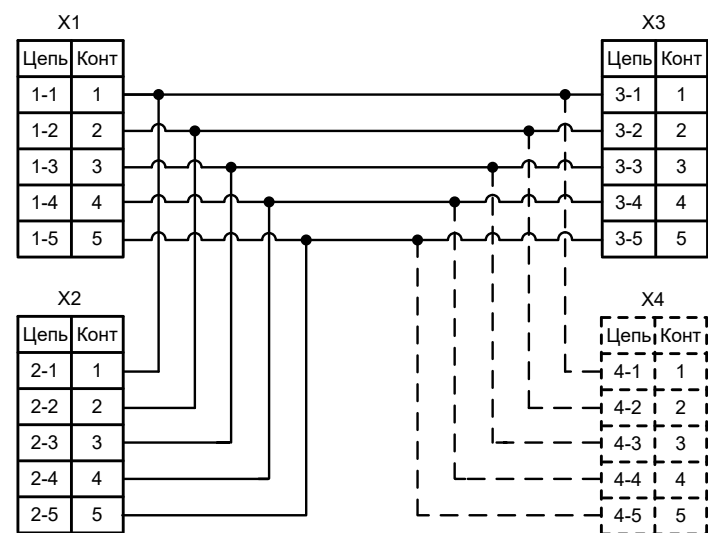 X1
Цепь Конт
1-1 1
1-2 2
1-3 3
1-4 4
1-5 5
X3
Цепь Конт
3-1 1
3-2 2
3-3 3
3-4 4
3-5 5
X2
Цепь Конт
2-1 1
2-2 2
2-3 3
2-4 4
2-5 5
X4
Цепь Конт
4-1 1
4-2 2
4-3 3
4-4 4
4-5 5